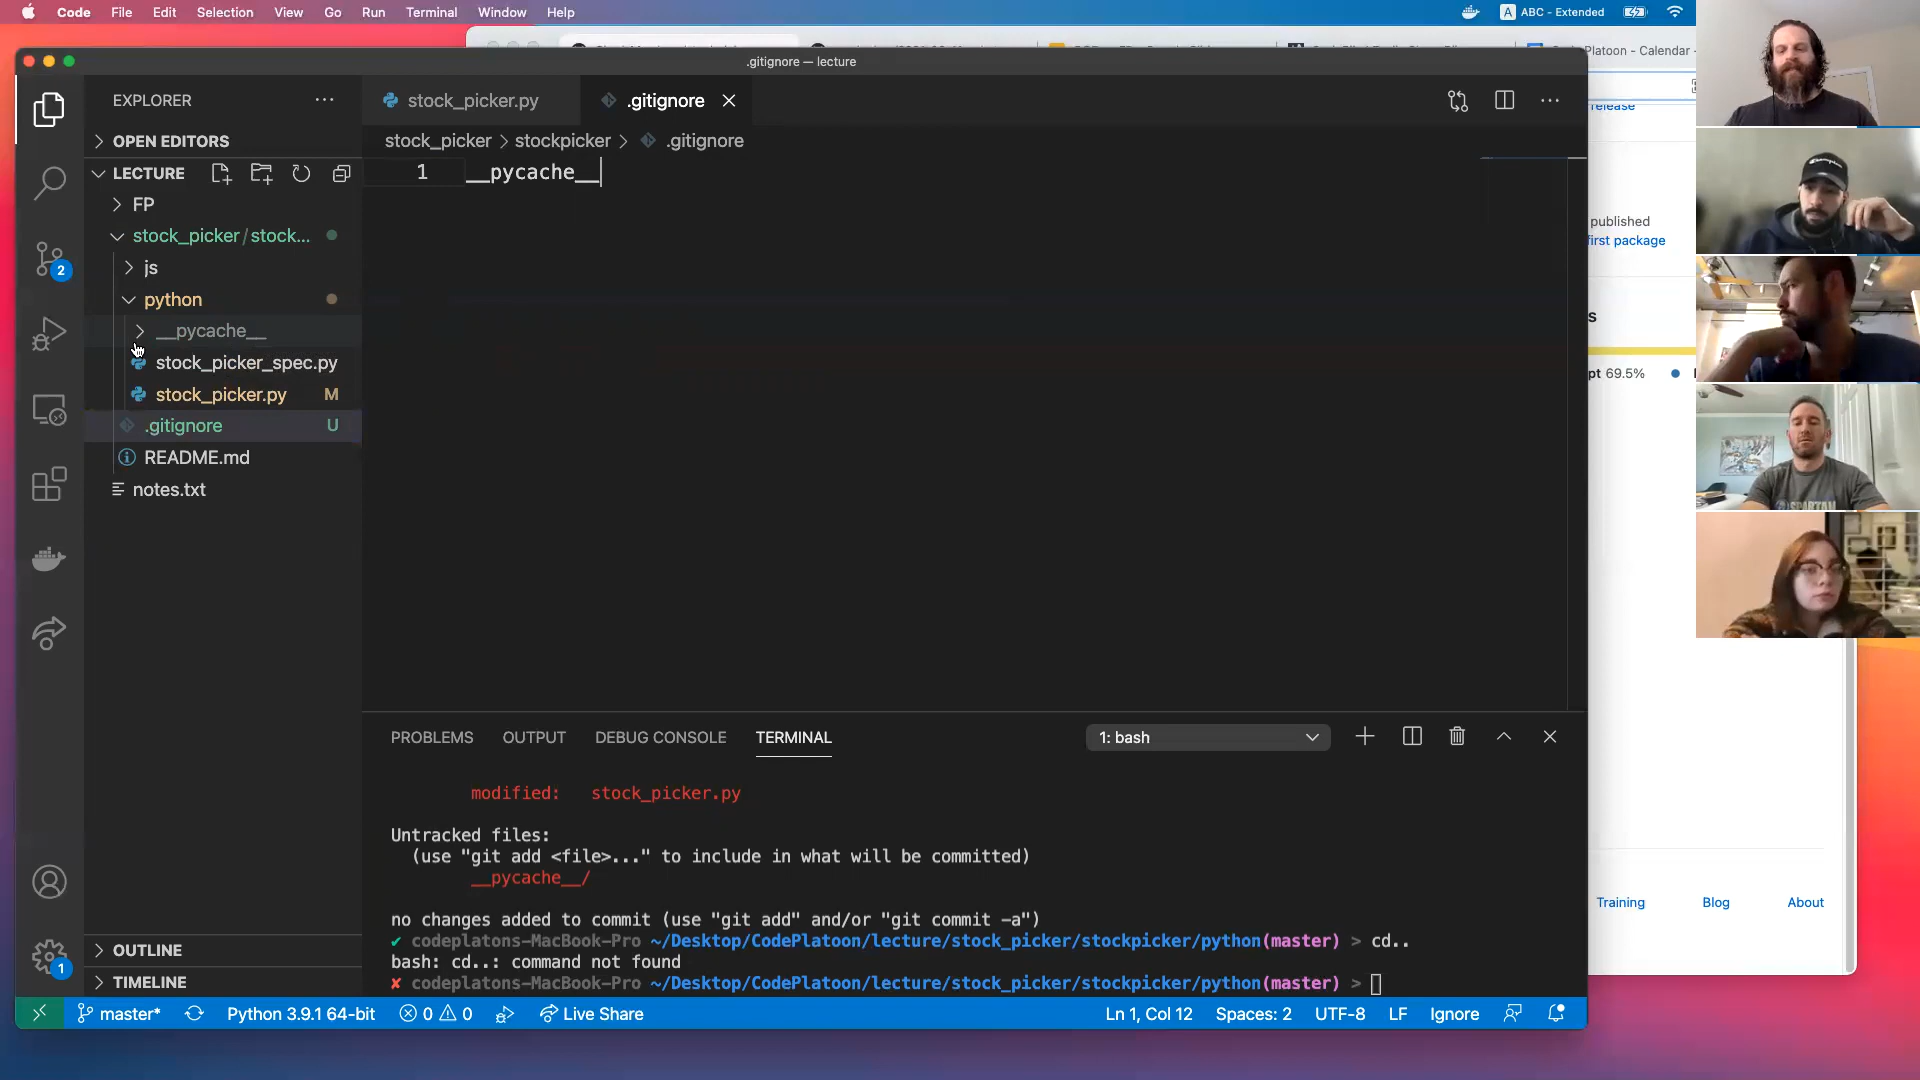 Code File Edit Selection View Go Run Terminal Window Help
A ABC - Extended
Platoon - Calendar
.gitignore — lecture
EXPLORER
OPEN EDITORS
LECTURE
FP
stock_picker/stock...
js
python
__pycache__
stock_picker_spec.py
stock_picker.py M
.gitignore U
README.md
notes.txt
OUTLINE
TIMELINE
2
1
stock_picker.py
.gitignore
stock_picker > stockpicker > .gitignore
1 __pycache__
PROBLEMS OUTPUT DEBUG CONSOLE TERMINAL
1: bash
modified: stock_picker.py
Untracked files:
(use "git add <file>..." to include in what will be committed)
__pycache__/
no changes added to commit (use "git add" and/or "git commit -a")
✔ codeplatons-MacBook-Pro ~/Desktop/CodePlatoon/lecture/stock_picker/stockpicker/python(master) > cd..
bash: cd..: command not found
✘ codeplatons-MacBook-Pro ~/Desktop/CodePlatoon/lecture/stock_picker/stockpicker/python(master) >
master* Python 3.9.1 64-bit 0 0 Live Share
Ln 1, Col 12 Spaces: 2 UTF-8 LF Ignore
release
published
first package
s
pt 69.5%
Training Blog About
Champion
SPARTAN